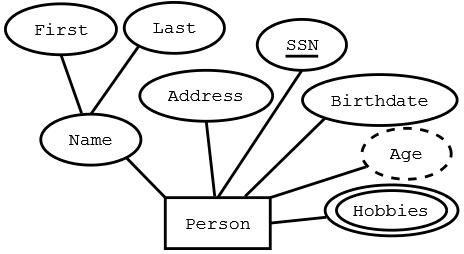 First
Last
SSN
Address
Birthdate
Name
Age
Hobbies
Person